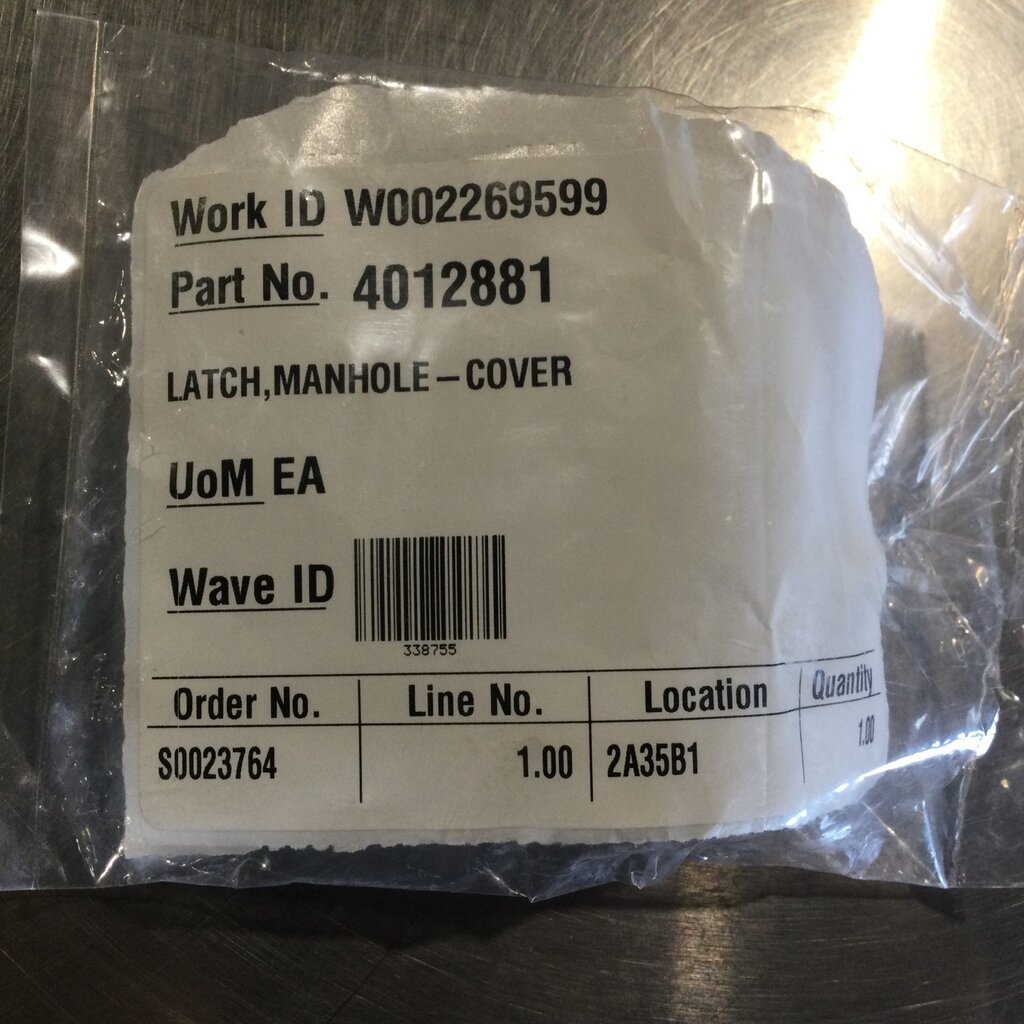 Work ID W002269599
Part No. 4012881
LATCH,MANHOLE-COVER
UoM EA
Wave ID
338755
Order No. Line No. Location Quantity
S0023764 1.00 2A35B1 1.00